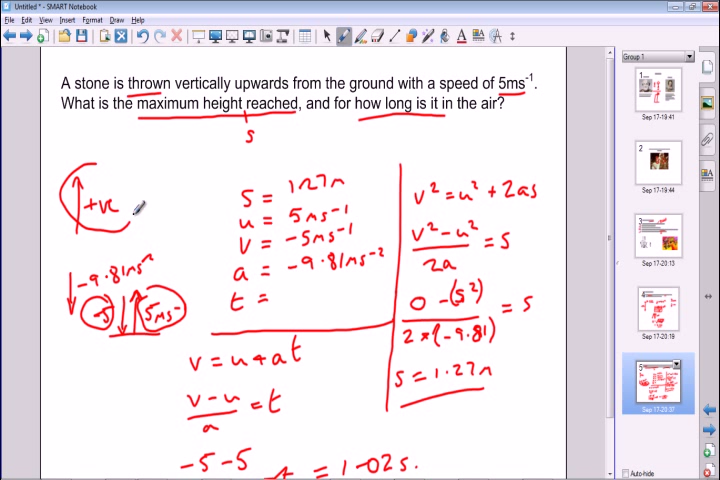 Untitled * - SMART Notebook
File Edit View Insert Format Draw Help
A stone is thrown vertically upwards from the ground with a speed of 5ms⁻¹.
What is the maximum height reached, and for how long is it in the air?
s
+ve
-9.81ms⁻²
-5 5ms⁻
s = 1.27m
u = 5ms⁻¹
v = -5ms⁻¹
a = -9.81ms⁻²
t =
v = u + at
v - u
a
= t
-5 - 5
= 1.02s.
v² = u² + 2as
v² - u²
2a
= s
0 - (5²)
2 × (-9.81)
= s
s = 1.27m
Group 1
1
Sep 17-19:41
2
Sep 17-19:44
3
Sep 17-20:13
4
Sep 17-20:33
5
Sep 17-20:37
Auto-hide